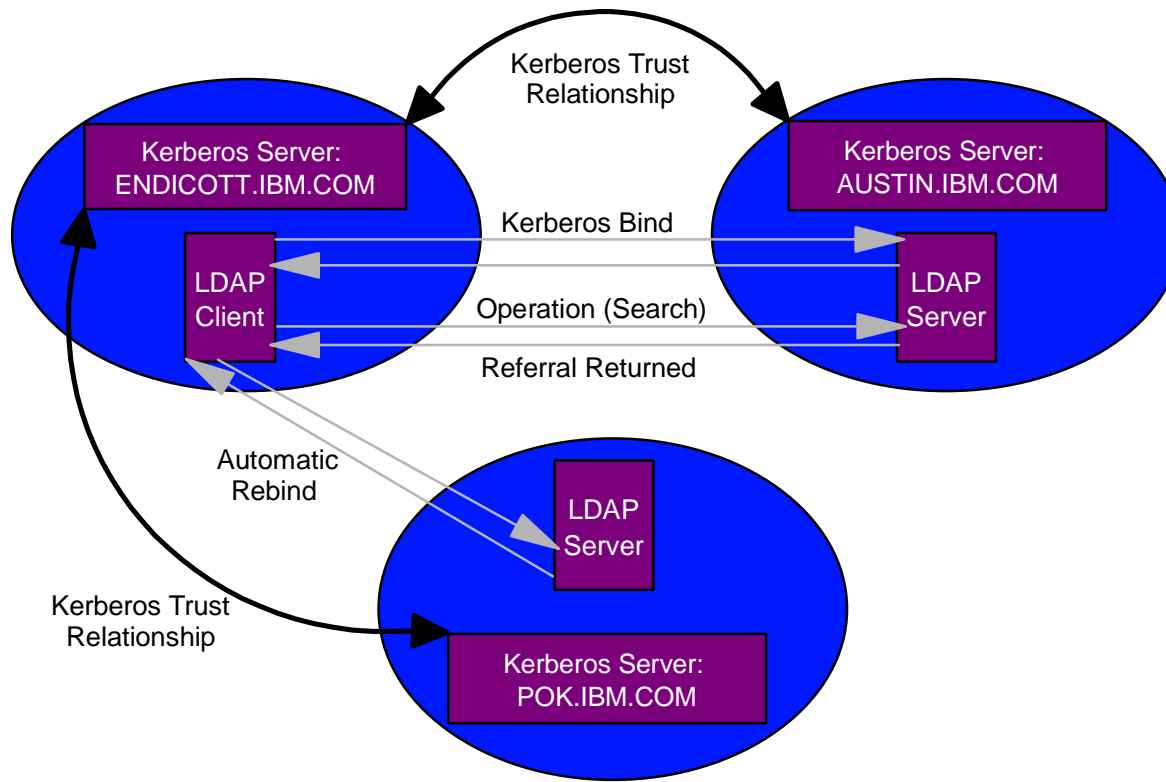 Kerberos Trust
Relationship
Kerberos Server:
ENDICOTT.IBM.COM
Kerberos Server:
AUSTIN.IBM.COM
Kerberos Bind
LDAP
Client
LDAP
Server
Operation (Search)
Referral Returned
Automatic
Rebind
LDAP
Server
Kerberos Trust
Relationship
Kerberos Server:
POK.IBM.COM